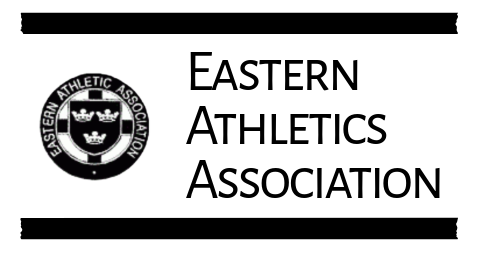 EASTERN ATHLETIC ASSOCIATION
EASTERN
ATHLETICS
ASSOCIATION